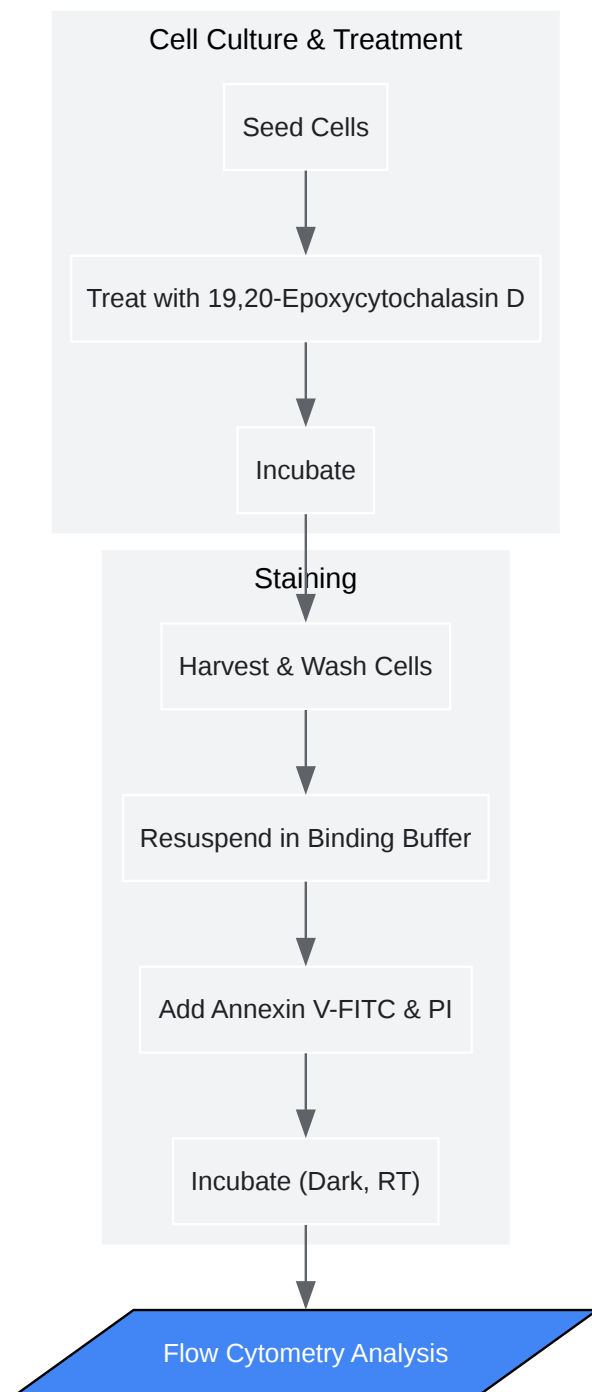 Cell Culture & Treatment
Seed Cells
Treat with 19,20-Epoxycytochalasin D
Incubate
Staining
Harvest & Wash Cells
Resuspend in Binding Buffer
Add Annexin V-FITC & PI
Incubate (Dark, RT)
Flow Cytometry Analysis